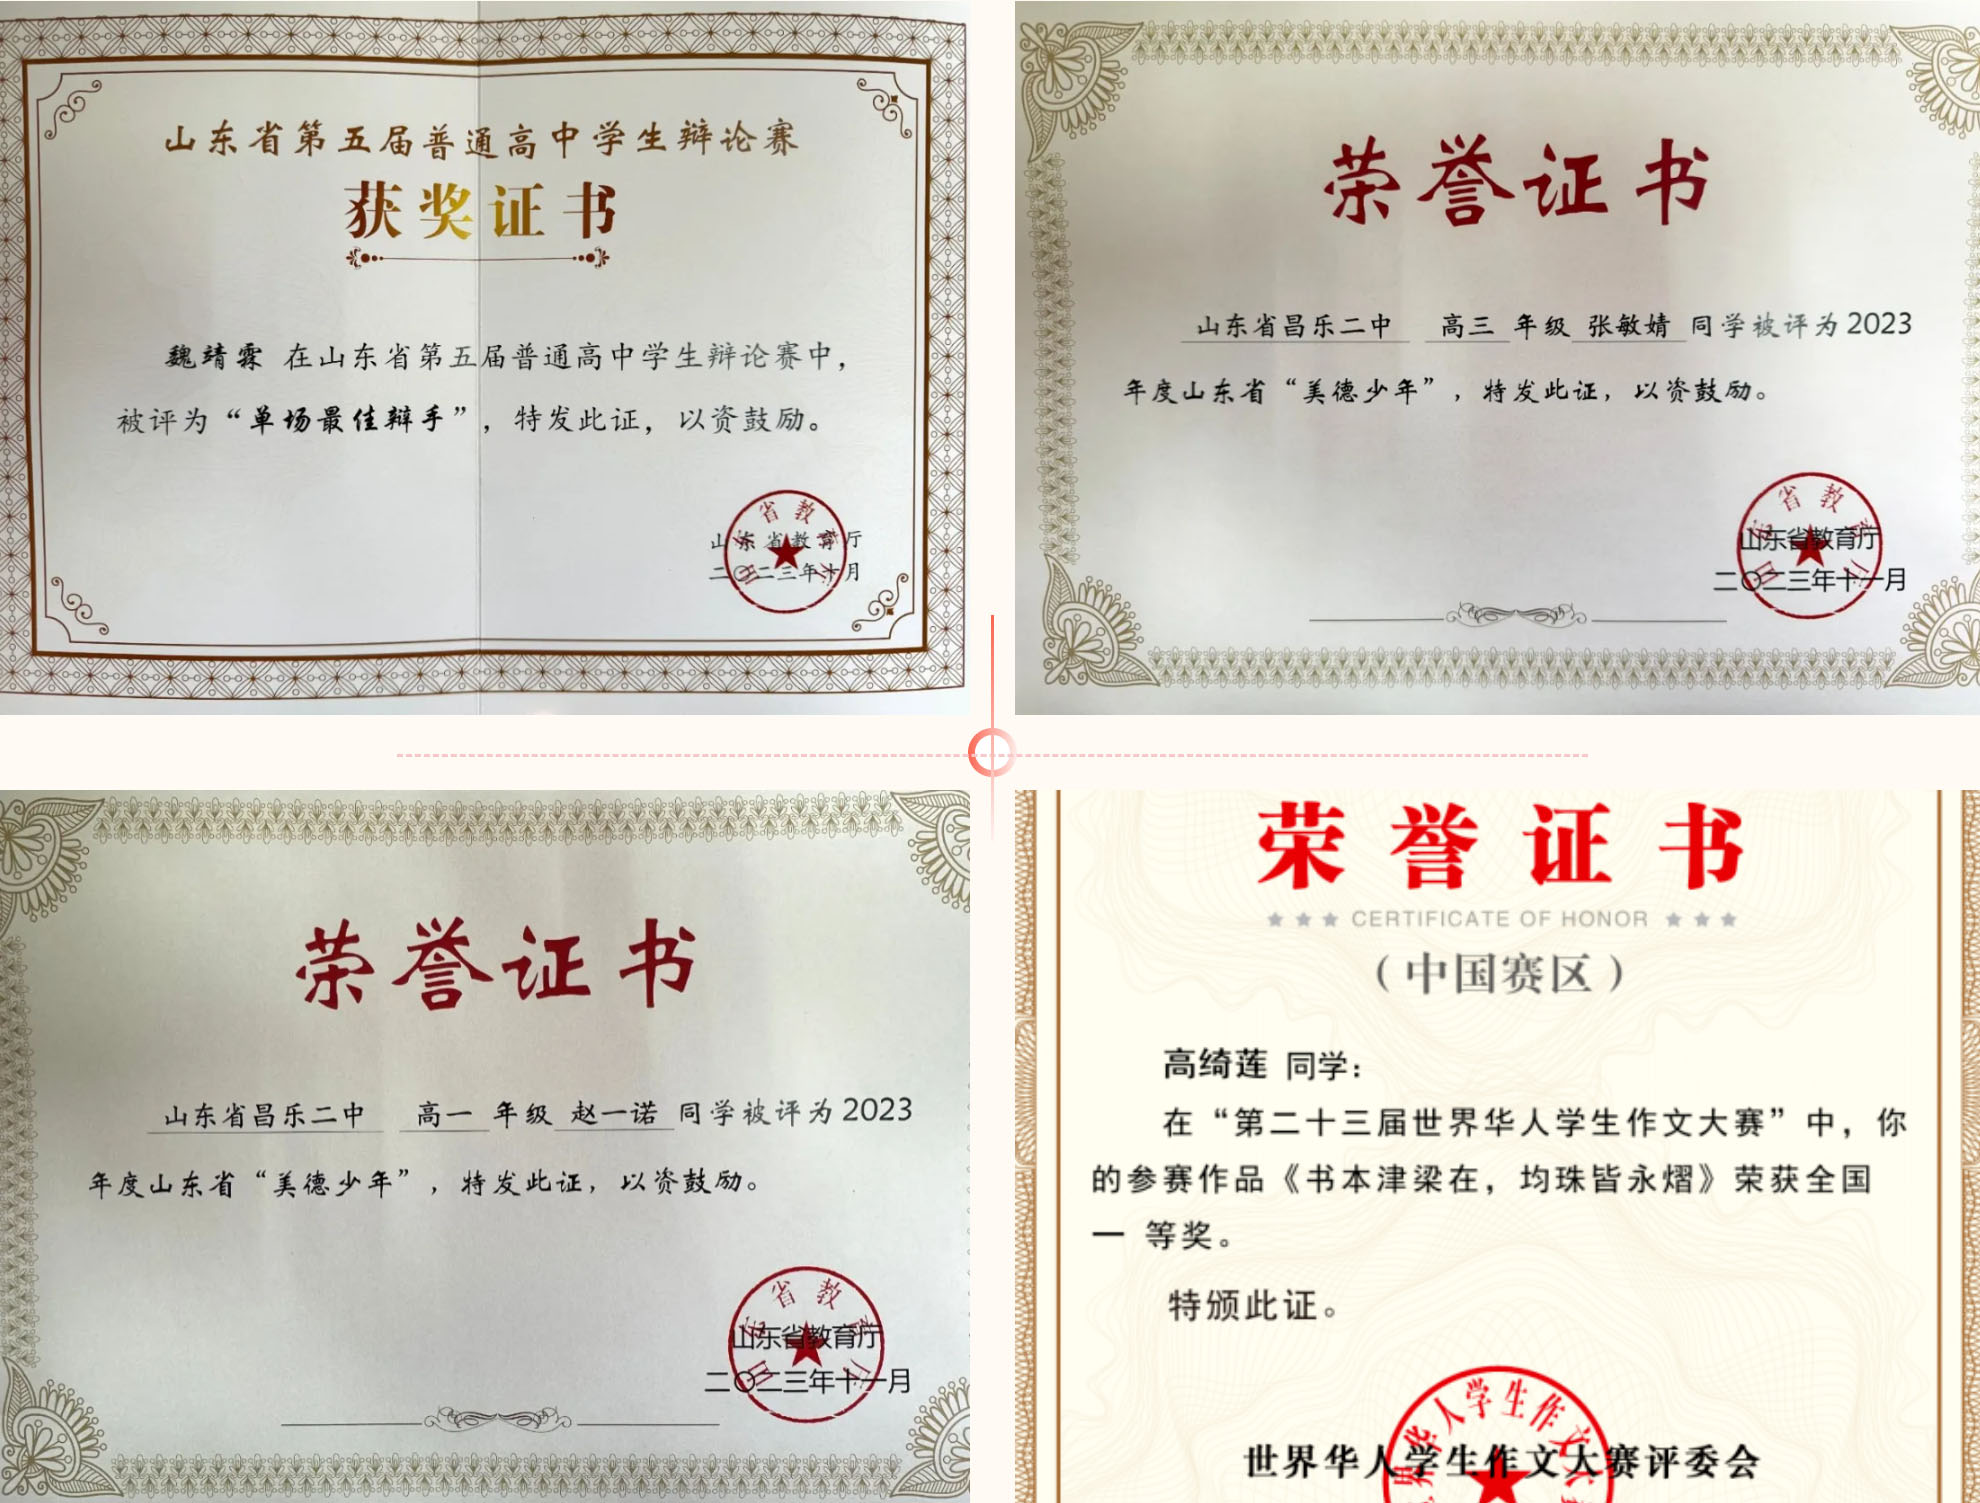 山东省第五届普通高中学生辩论赛
获奖证书
魏靖霖 在山东省第五届普通高中学生辩论赛中，
被评为“单场最佳辩手”，特发此证，以资鼓励。
山东省教育厅
二〇二三年十月
荣誉证书
山东省昌乐二中 高三 年级 张敏婧 同学被评为2023
年度山东省“美德少年”，特发此证，以资鼓励。
山东省教育厅
二〇二三年十一月
荣誉证书
山东省昌乐二中 高一 年级 赵一诺 同学被评为2023
年度山东省“美德少年”，特发此证，以资鼓励。
山东省教育厅
二〇二三年十一月
荣誉证书
CERTIFICATE OF HONOR
（中国赛区）
高绮莲 同学：
在“第二十三届世界华人学生作文大赛”中，你
的参赛作品《书本津梁在，均珠皆永熠》荣获全国
一 等奖。
特颁此证。
世界华人学生作文大赛评委会